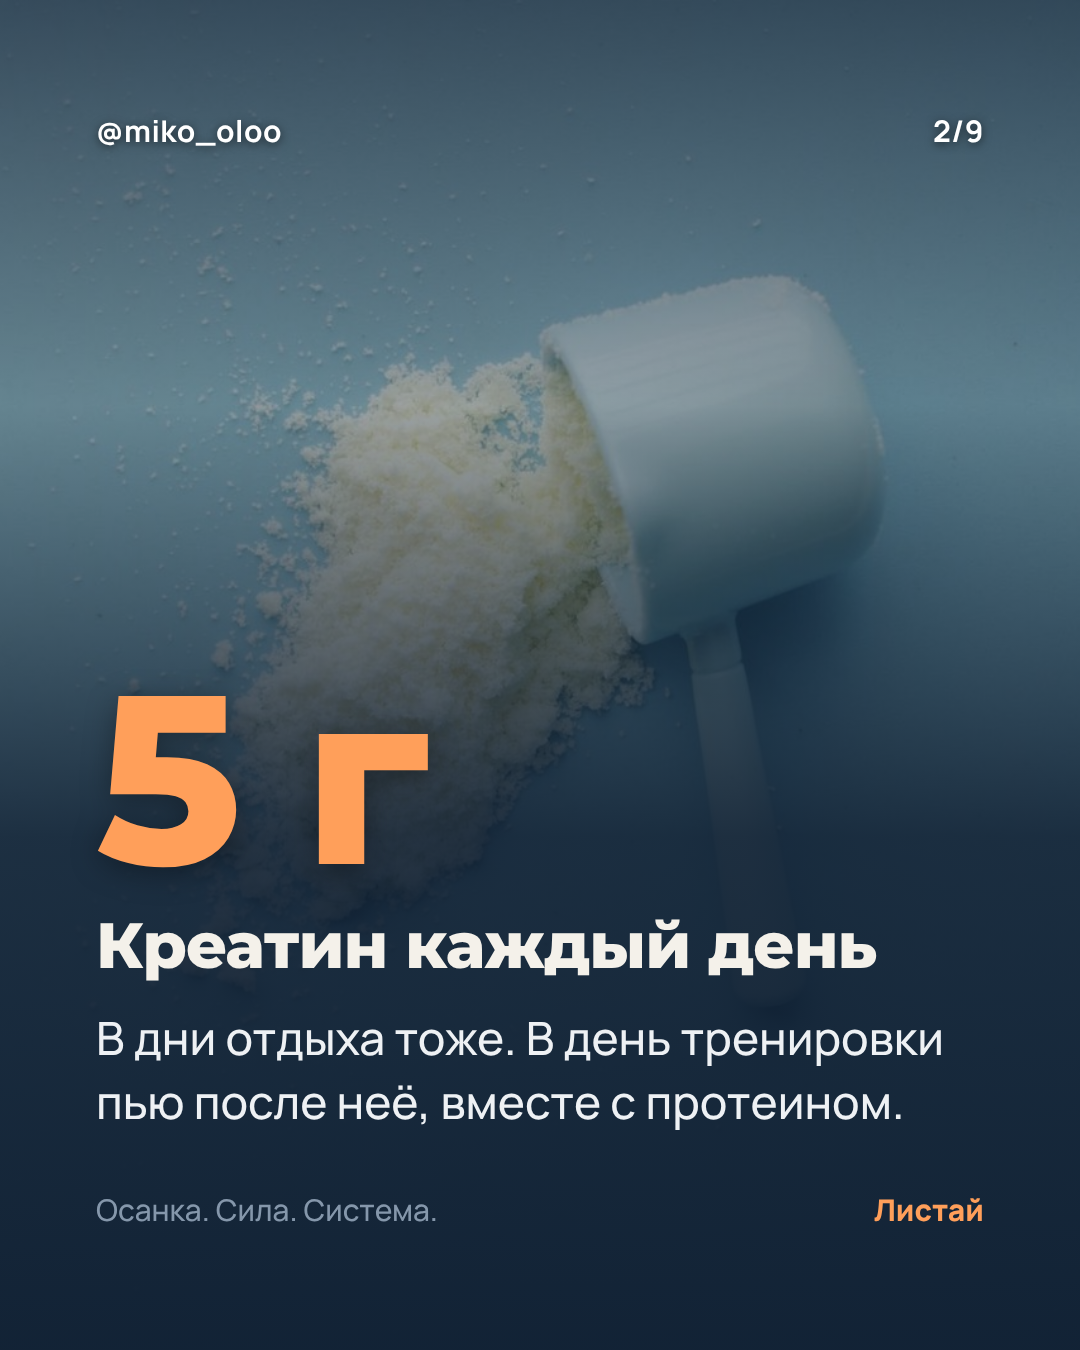 @miko_oloo
2/9
5 г
Креатин каждый день
В дни отдыха тоже. В день тренировки
пью после неё, вместе с протеином.
Осанка. Сила. Система.
Листай